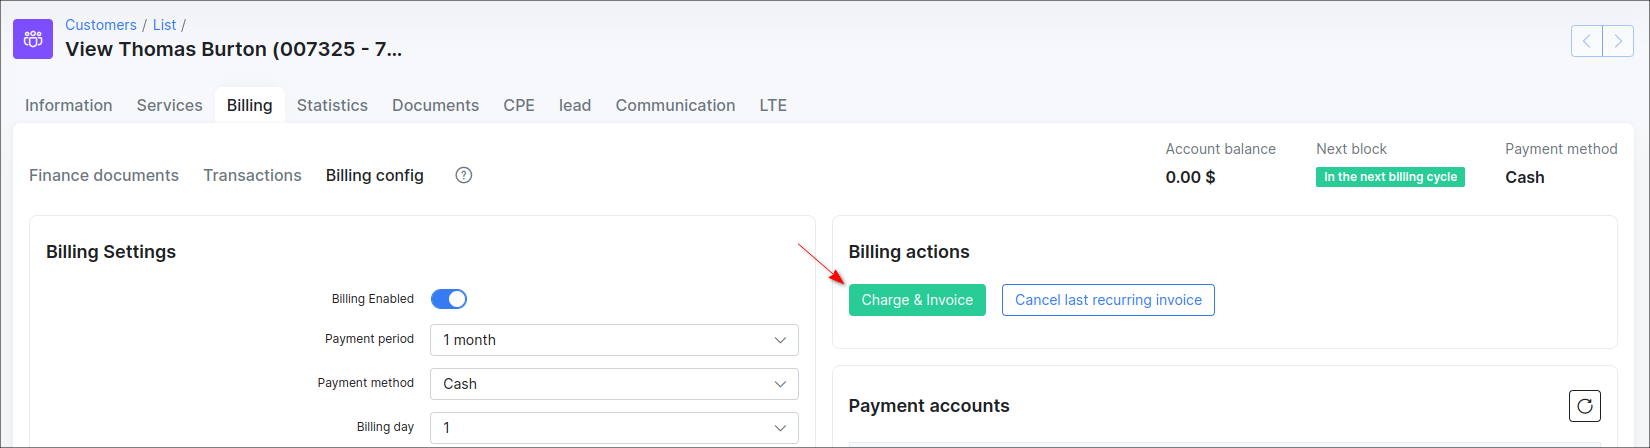 Customers / List /
View Thomas Burton (007325 - 7...
Information Services Billing Statistics Documents CPE lead Communication LTE
Account balance Next block Payment method
0.00 $ In the next billing cycle Cash
Finance documents Transactions Billing config ?
Billing Settings
Billing Enabled
Payment period 1 month
Payment method Cash
Billing day 1
Billing actions
Charge & Invoice Cancel last recurring invoice
Payment accounts